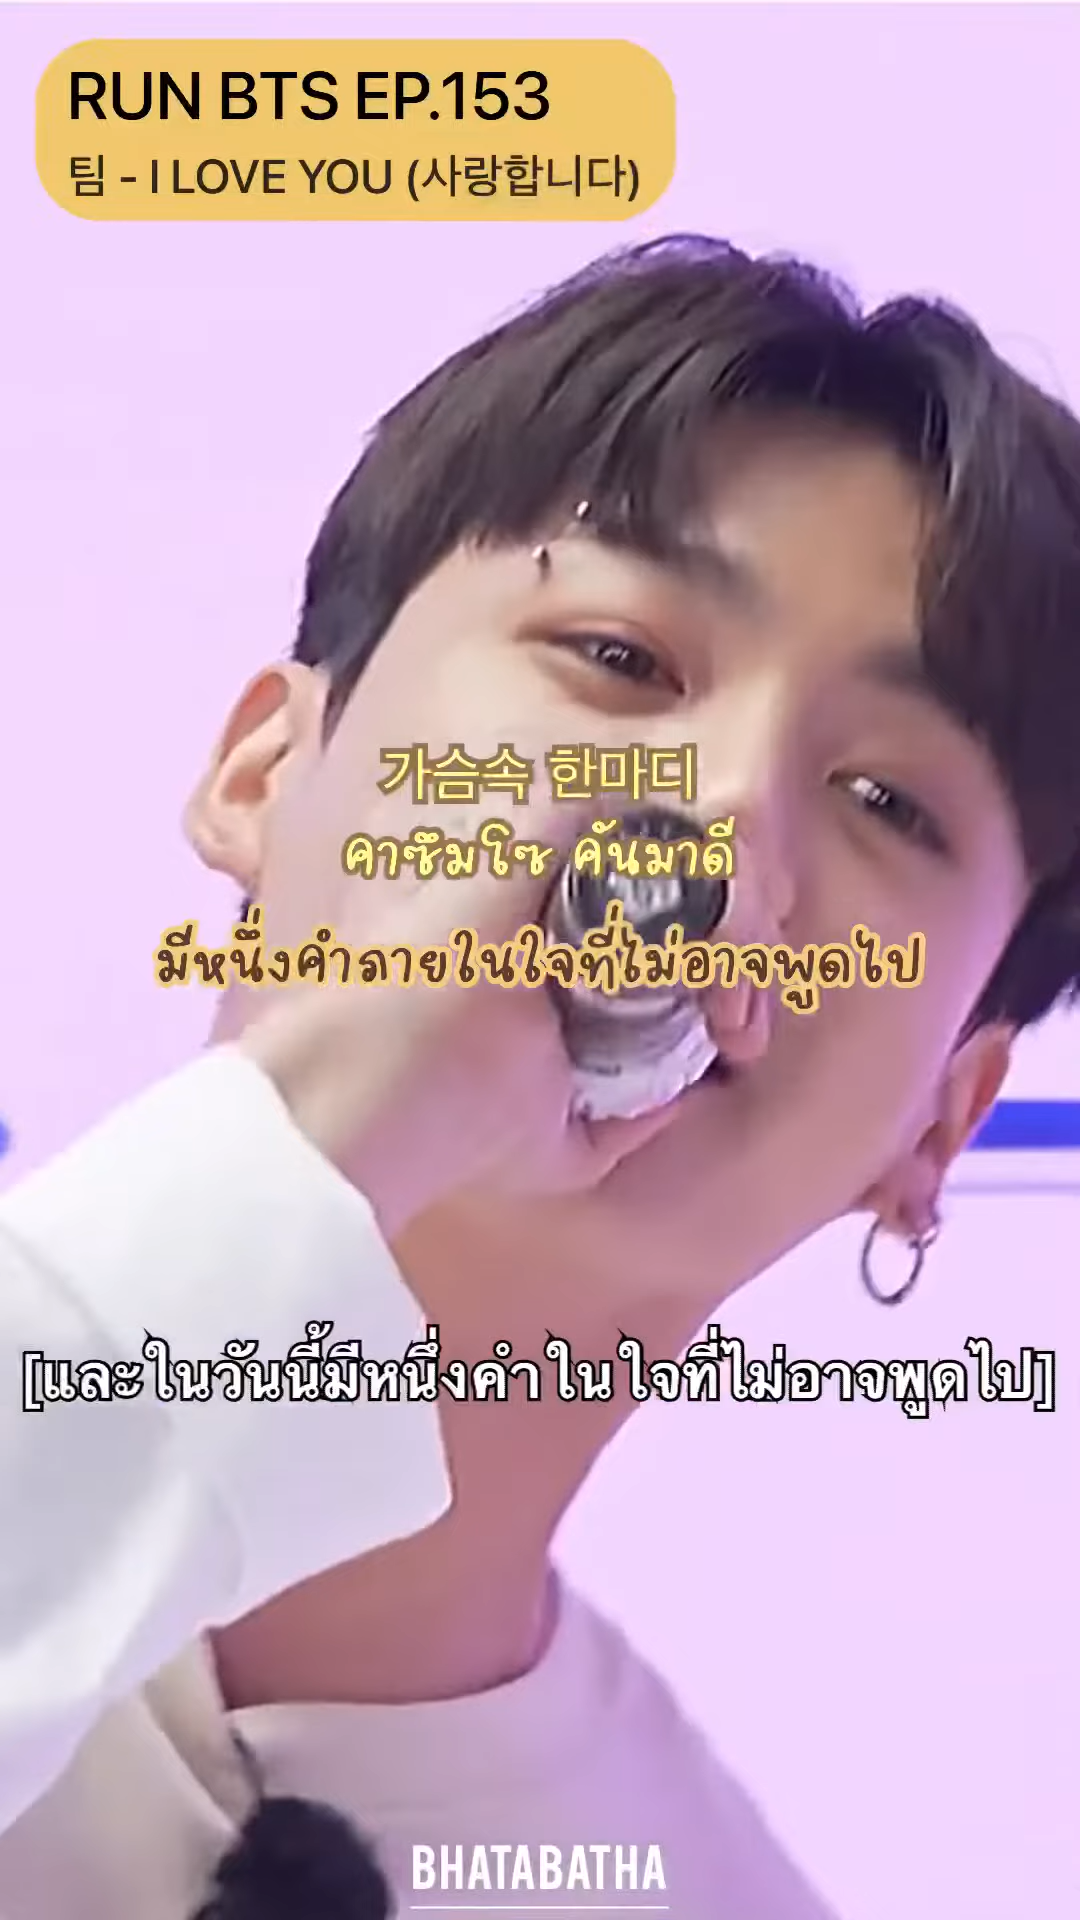 RUN BTS EP.153
팀 - I LOVE YOU (사랑합니다)
가슴속 한마디
คาซึมโซ คันมาดี
มีหนึ่งคำภายในใจที่ไม่อาจพูดไป
[และในวันนี้มีหนึ่งคำในใจที่ไม่อาจพูดไป]
BHATABATHA